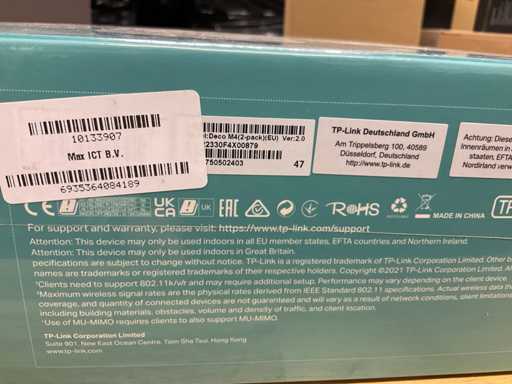 10133907
Max ICT B.V.
6935364084189
Deco M4(2-pack)(EU) Ver:2.0
2330F4X00879
750502403
47
TP-Link Deutschland GmbH
Am Trippelsberg 100, 40589
Düsseldorf, Deutschland
http://www.tp-link.de
Achtung: Diese
Innenräumen in
staaten, EFTA
Nordirland verw
CE
UK
CA
UK
EAC
RoHS
MADE IN CHINA
TP
For support and warranty, please visit: https://www.tp-link.com/support
Attention: This device may only be used indoors in all EU member states, EFTA countries and Northern Ireland.
Attention: This device may only be used indoors in Great Britain.
pecifications are subject to change without notice. TP-Link is a registered trademark of TP-Link Corporation Limited. Other b
names are trademarks or registered trademarks of their respective holders. Copyright ©2021 TP-Link Corporation Limited.
Clients need to support 802.11k/v/r and may require additional setup. Performance may vary depending on the client device.
Maximum wireless signal rates are the physical rates derived from IEEE Standard 802.11 specifications. Actual wireless data
coverage, and quantity of connected devices are not guaranteed and will vary as a result of network conditions, client limitations
including building materials, obstacles, volume and density of traffic, and client location.
Use of MU-MIMO requires clients to also support MU-MIMO.
TP-Link Corporation Limited
Suite 901, New East Ocean Centre, Tsim Sha Tsui, Hong Kong
www.tp-link.com